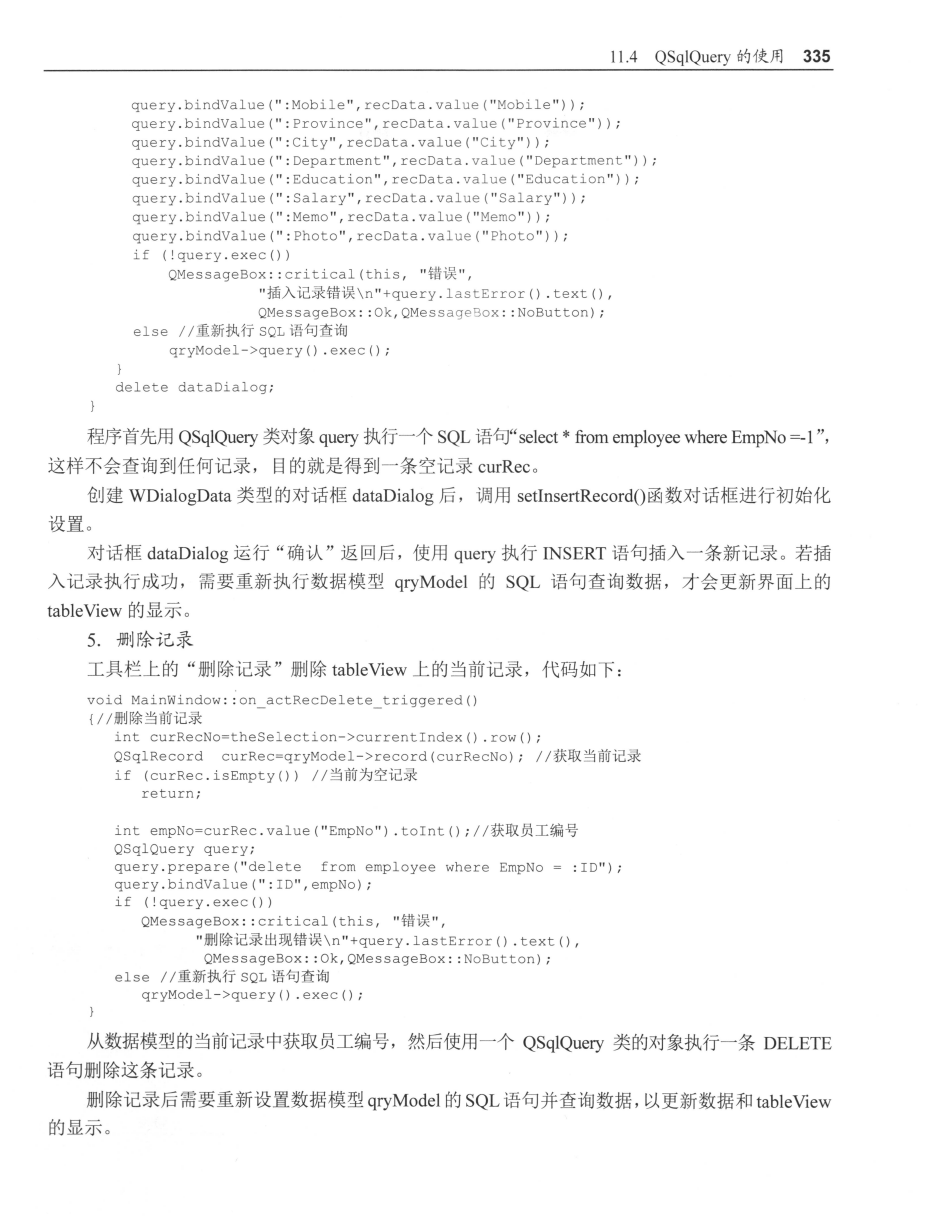 11.4 QSqlQuery 的使用 335
query.bindValue(":Mobile",recData.value("Mobile"));
query.bindValue(":Province",recData.value("Province"));
query.bindValue(":City",recData.value("City"));
query.bindValue(":Department",recData.value("Department"));
query.bindValue(":Education",recData.value("Education"));
query.bindValue(":Salary",recData.value("Salary"));
query.bindValue(":Memo",recData.value("Memo"));
query.bindValue(":Photo",recData.value("Photo"));
if (!query.exec())
QMessageBox::critical(this, "错误",
"插入记录错误\n"+query.lastError().text(),
QMessageBox::Ok,QMessageBox::NoButton);
else //重新执行 SQL 语句查询
qryModel->query().exec();
}
delete dataDialog;
}
程序首先用 QSqlQuery 类对象 query 执行一个 SQL 语句“select * from employee where EmpNo =-1”,
这样不会查询到任何记录，目的就是得到一条空记录 curRec。
创建 WDialogData 类型的对话框 dataDialog 后，调用 setInsertRecord()函数对话框进行初始化
设置。
对话框 dataDialog 运行“确认”返回后，使用 query 执行 INSERT 语句插入一条新记录。若插
入记录执行成功，需要重新执行数据模型 qryModel 的 SQL 语句查询数据，才会更新界面上的
tableView 的显示。
5. 删除记录
工具栏上的“删除记录”删除 tableView 上的当前记录，代码如下：
void MainWindow::on_actRecDelete_triggered()
{//删除当前记录
int curRecNo=theSelection->currentIndex().row();
QSqlRecord curRec=qryModel->record(curRecNo); //获取当前记录
if (curRec.isEmpty()) //当前为空记录
return;
int empNo=curRec.value("EmpNo").toInt();//获取员工编号
QSqlQuery query;
query.prepare("delete from employee where EmpNo = :ID");
query.bindValue(":ID",empNo);
if (!query.exec())
QMessageBox::critical(this, "错误",
"删除记录出现错误\n"+query.lastError().text(),
QMessageBox::Ok,QMessageBox::NoButton);
else //重新执行 SQL 语句查询
qryModel->query().exec();
}
从数据模型的当前记录中获取员工编号，然后使用一个 QSqlQuery 类的对象执行一条 DELETE
语句删除这条记录。
删除记录后需要重新设置数据模型 qryModel 的 SQL 语句并查询数据，以更新数据和 tableView
的显示。